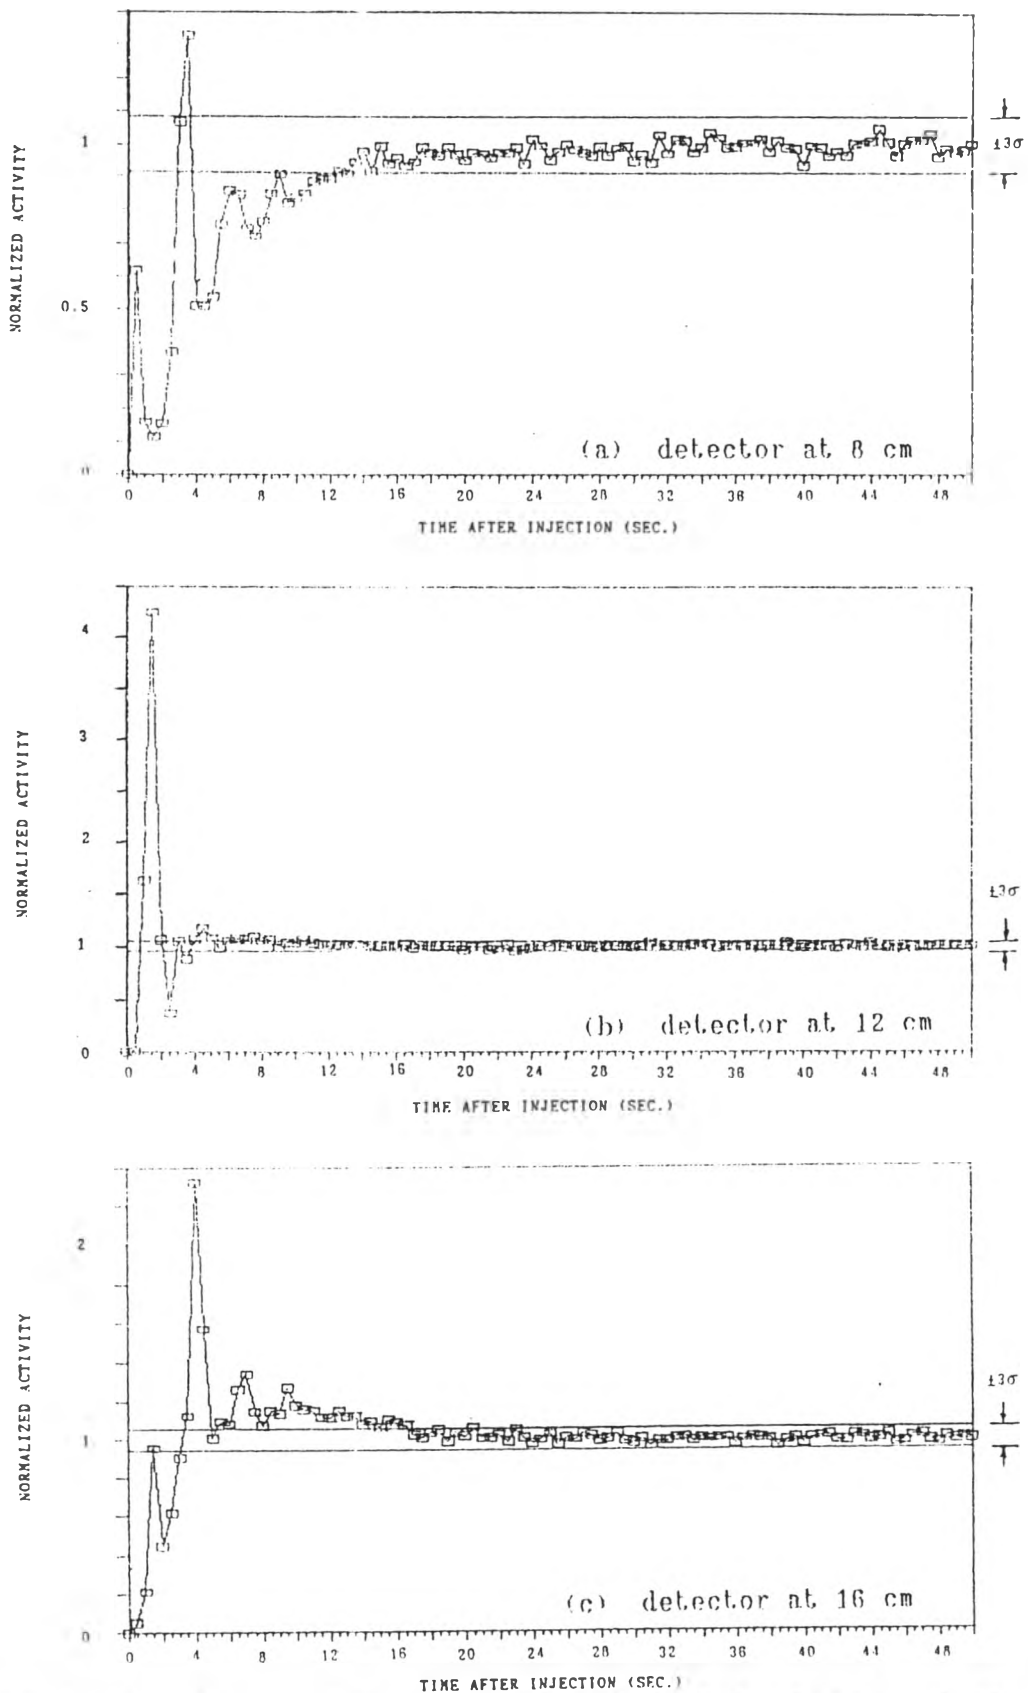 NORMALIZED ACTIVITY
1
0.5
0
±3σ
(a) detector at 8 cm
0 4 8 12 16 20 24 28 32 36 40 44 48
TIME AFTER INJECTION (SEC.)
NORMALIZED ACTIVITY
4
3
2
1
0
±3σ
(b) detector at 12 cm
0 4 8 12 16 20 24 28 32 36 40 44 48
TIME AFTER INJECTION (SEC.)
NORMALIZED ACTIVITY
2
1
0
±3σ
(c) detector at 16 cm
0 4 8 12 16 20 24 28 32 36 40 44 48
TIME AFTER INJECTION (SEC.)